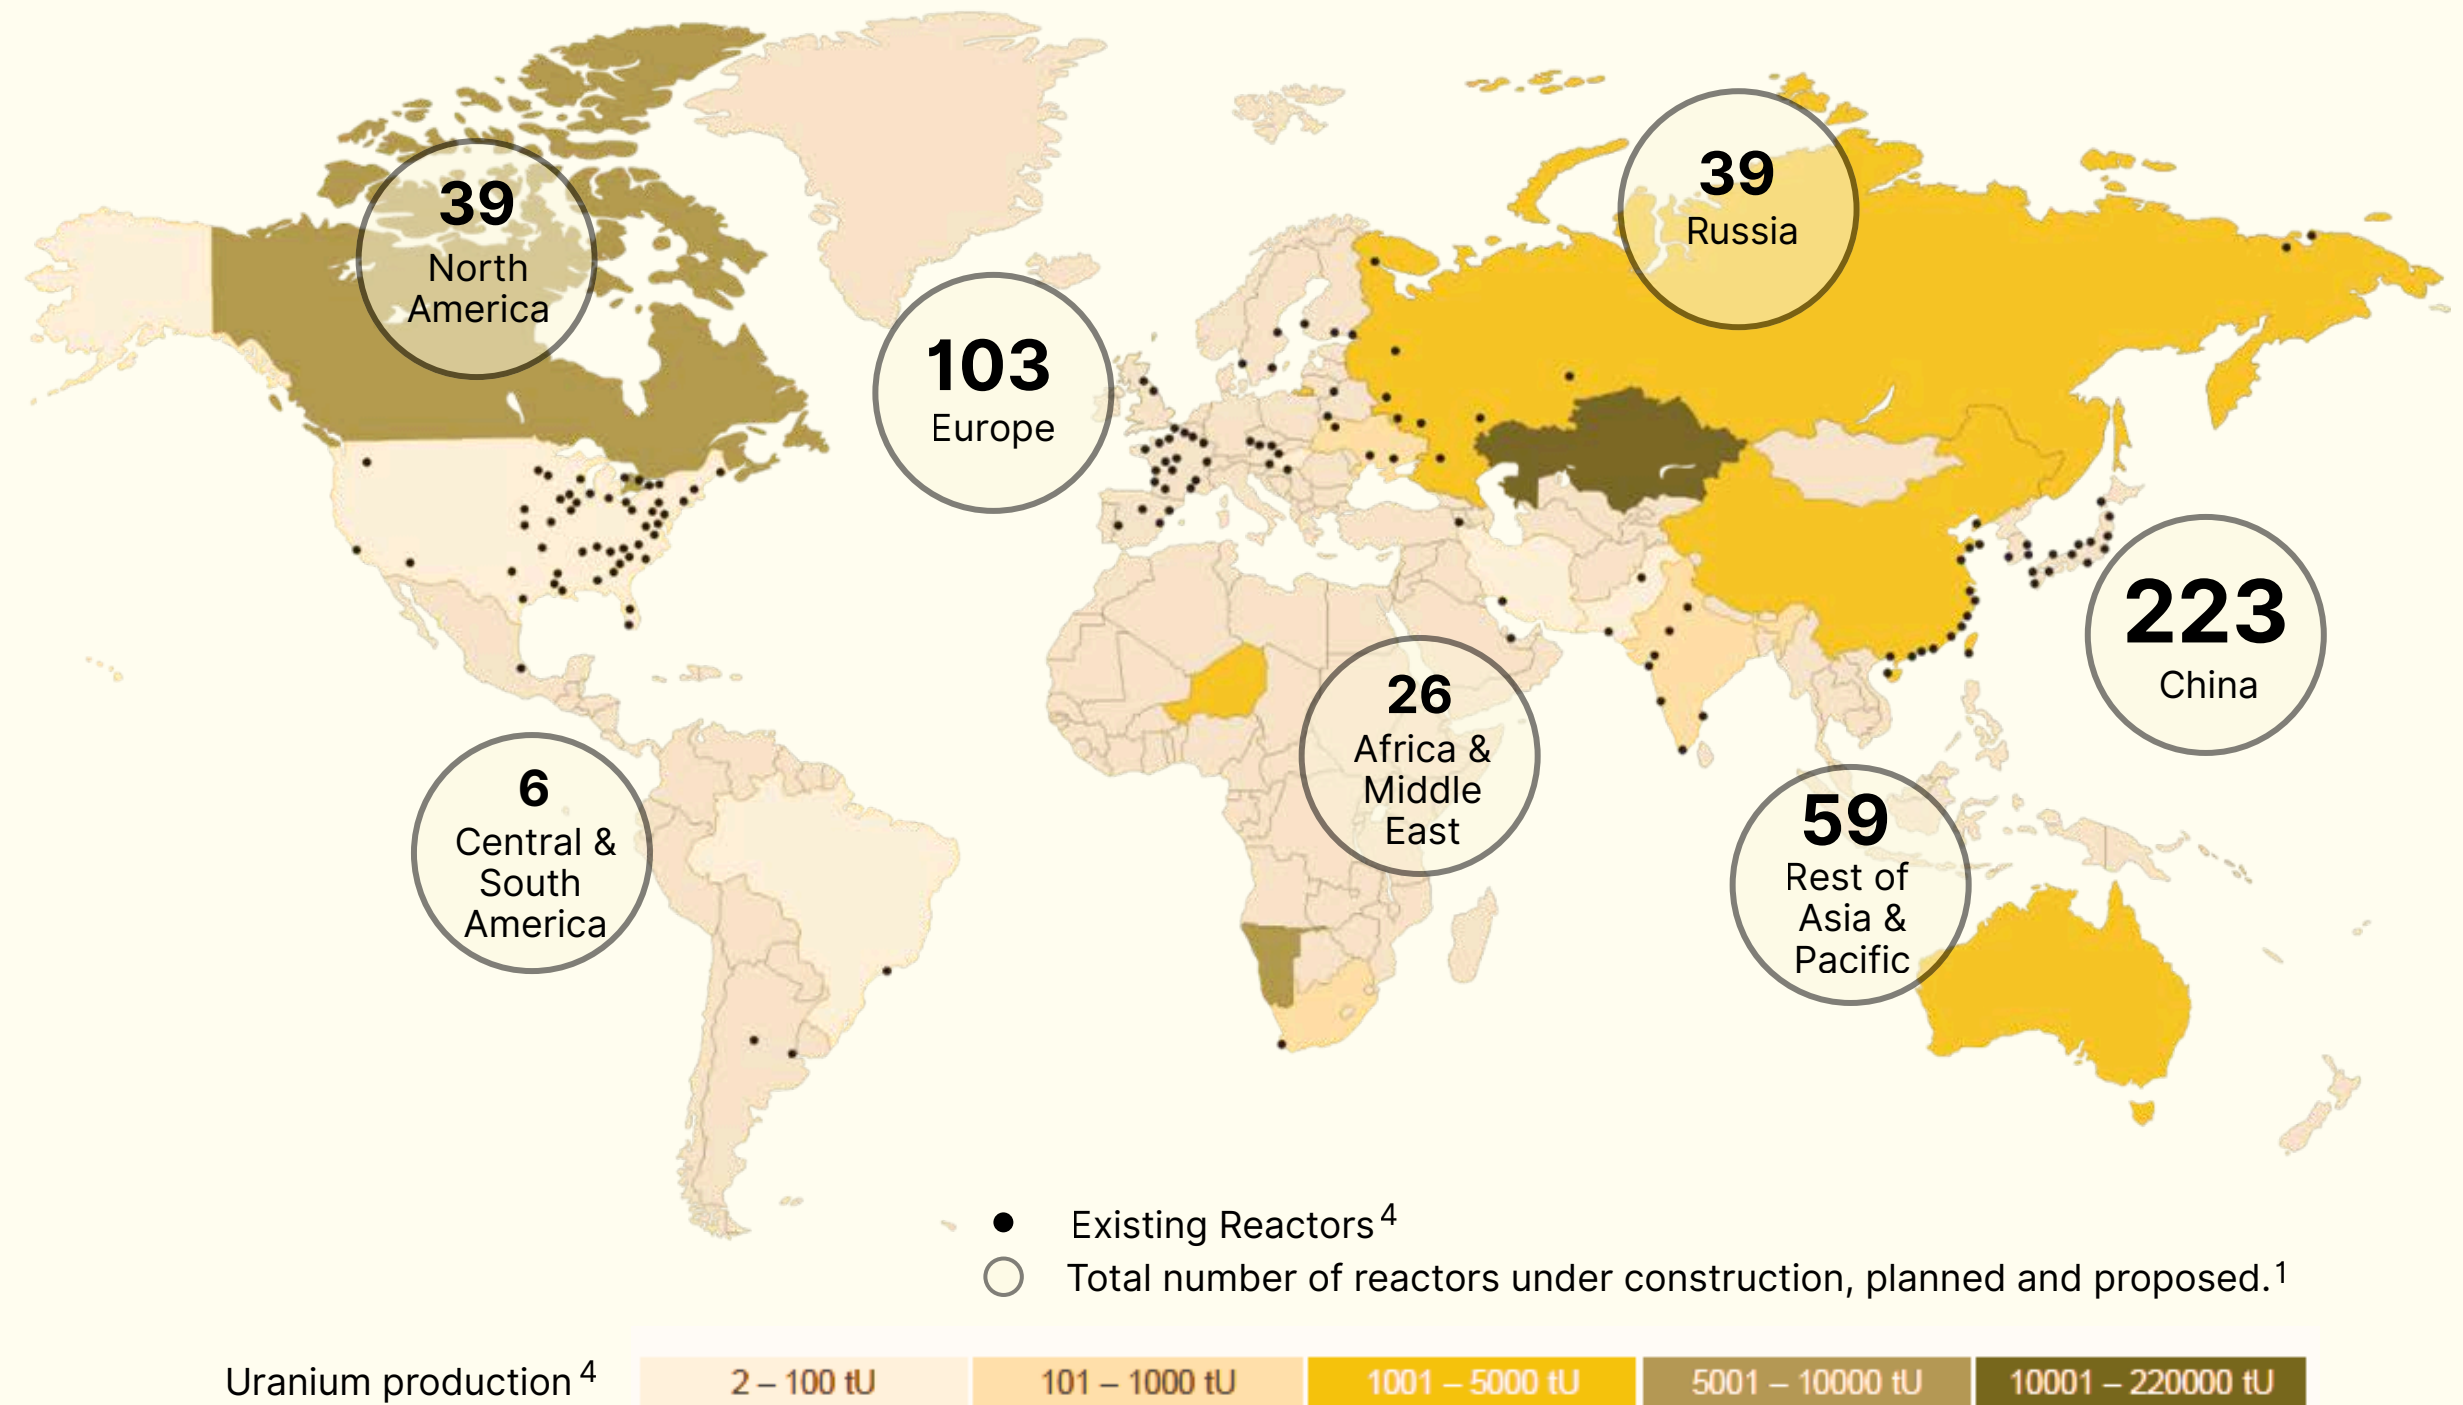 39
North
America
39
Russia
103
Europe
223
China
26
Africa &
Middle
East
6
Central &
South
America
59
Rest of
Asia &
Pacific
Existing Reactors 4
Total number of reactors under construction, planned and proposed.1
Uranium production 4
2 – 100 tU
101 – 1000 tU
1001 – 5000 tU
5001 – 10000 tU
10001 – 220000 tU